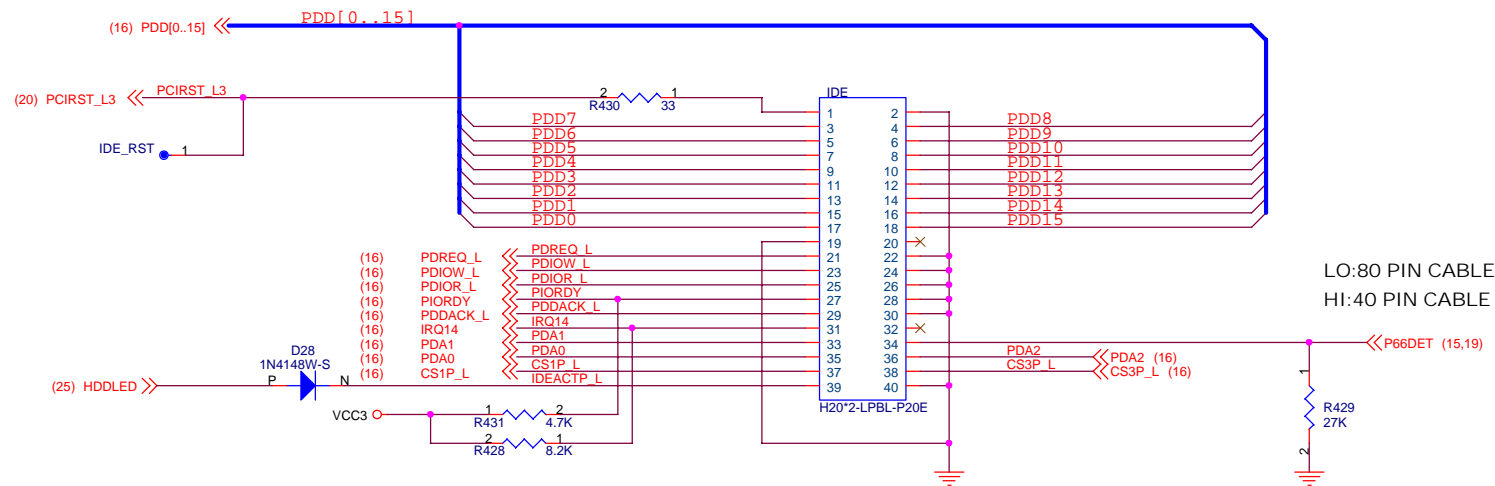 PDD[0..15]
(16) PDD[0..15]
(20) PCIRST_L3
PCIRST_L3
2 1
R430 33
IDE_RST 1
IDE
1 2
PDD7 3 4 PDD8
PDD6 5 6 PDD9
PDD5 7 8 PDD10
PDD4 9 10 PDD11
PDD3 11 12 PDD12
PDD2 13 14 PDD13
PDD1 15 16 PDD14
PDD0 17 18 PDD15
19 20
(16) PDREQ_L PDREQ_L 21 22
(16) PDIOW_L PDIOW_L 23 24
(16) PDIOR_L PDIOR_L 25 26
(16) PIORDY PIORDY 27 28
(16) PDDACK_L PDDACK_L 29 30
(16) IRQ14 IRQ14 31 32
(16) PDA1 PDA1 33 34
(16) PDA0 PDA0 35 36 PDA2 PDA2 (16)
(16) CS1P_L CS1P_L 37 38 CS3P_L CS3P_L (16)
IDEACTP_L 39 40
H20*2-LPBL-P20E
LO:80 PIN CABLE
HI:40 PIN CABLE
P66DET (15,19)
1
R429
27K
2
D28
1N4148W-S
(25) HDDLED P N
VCC3
1 2
R431 4.7K
2 1
R428 8.2K